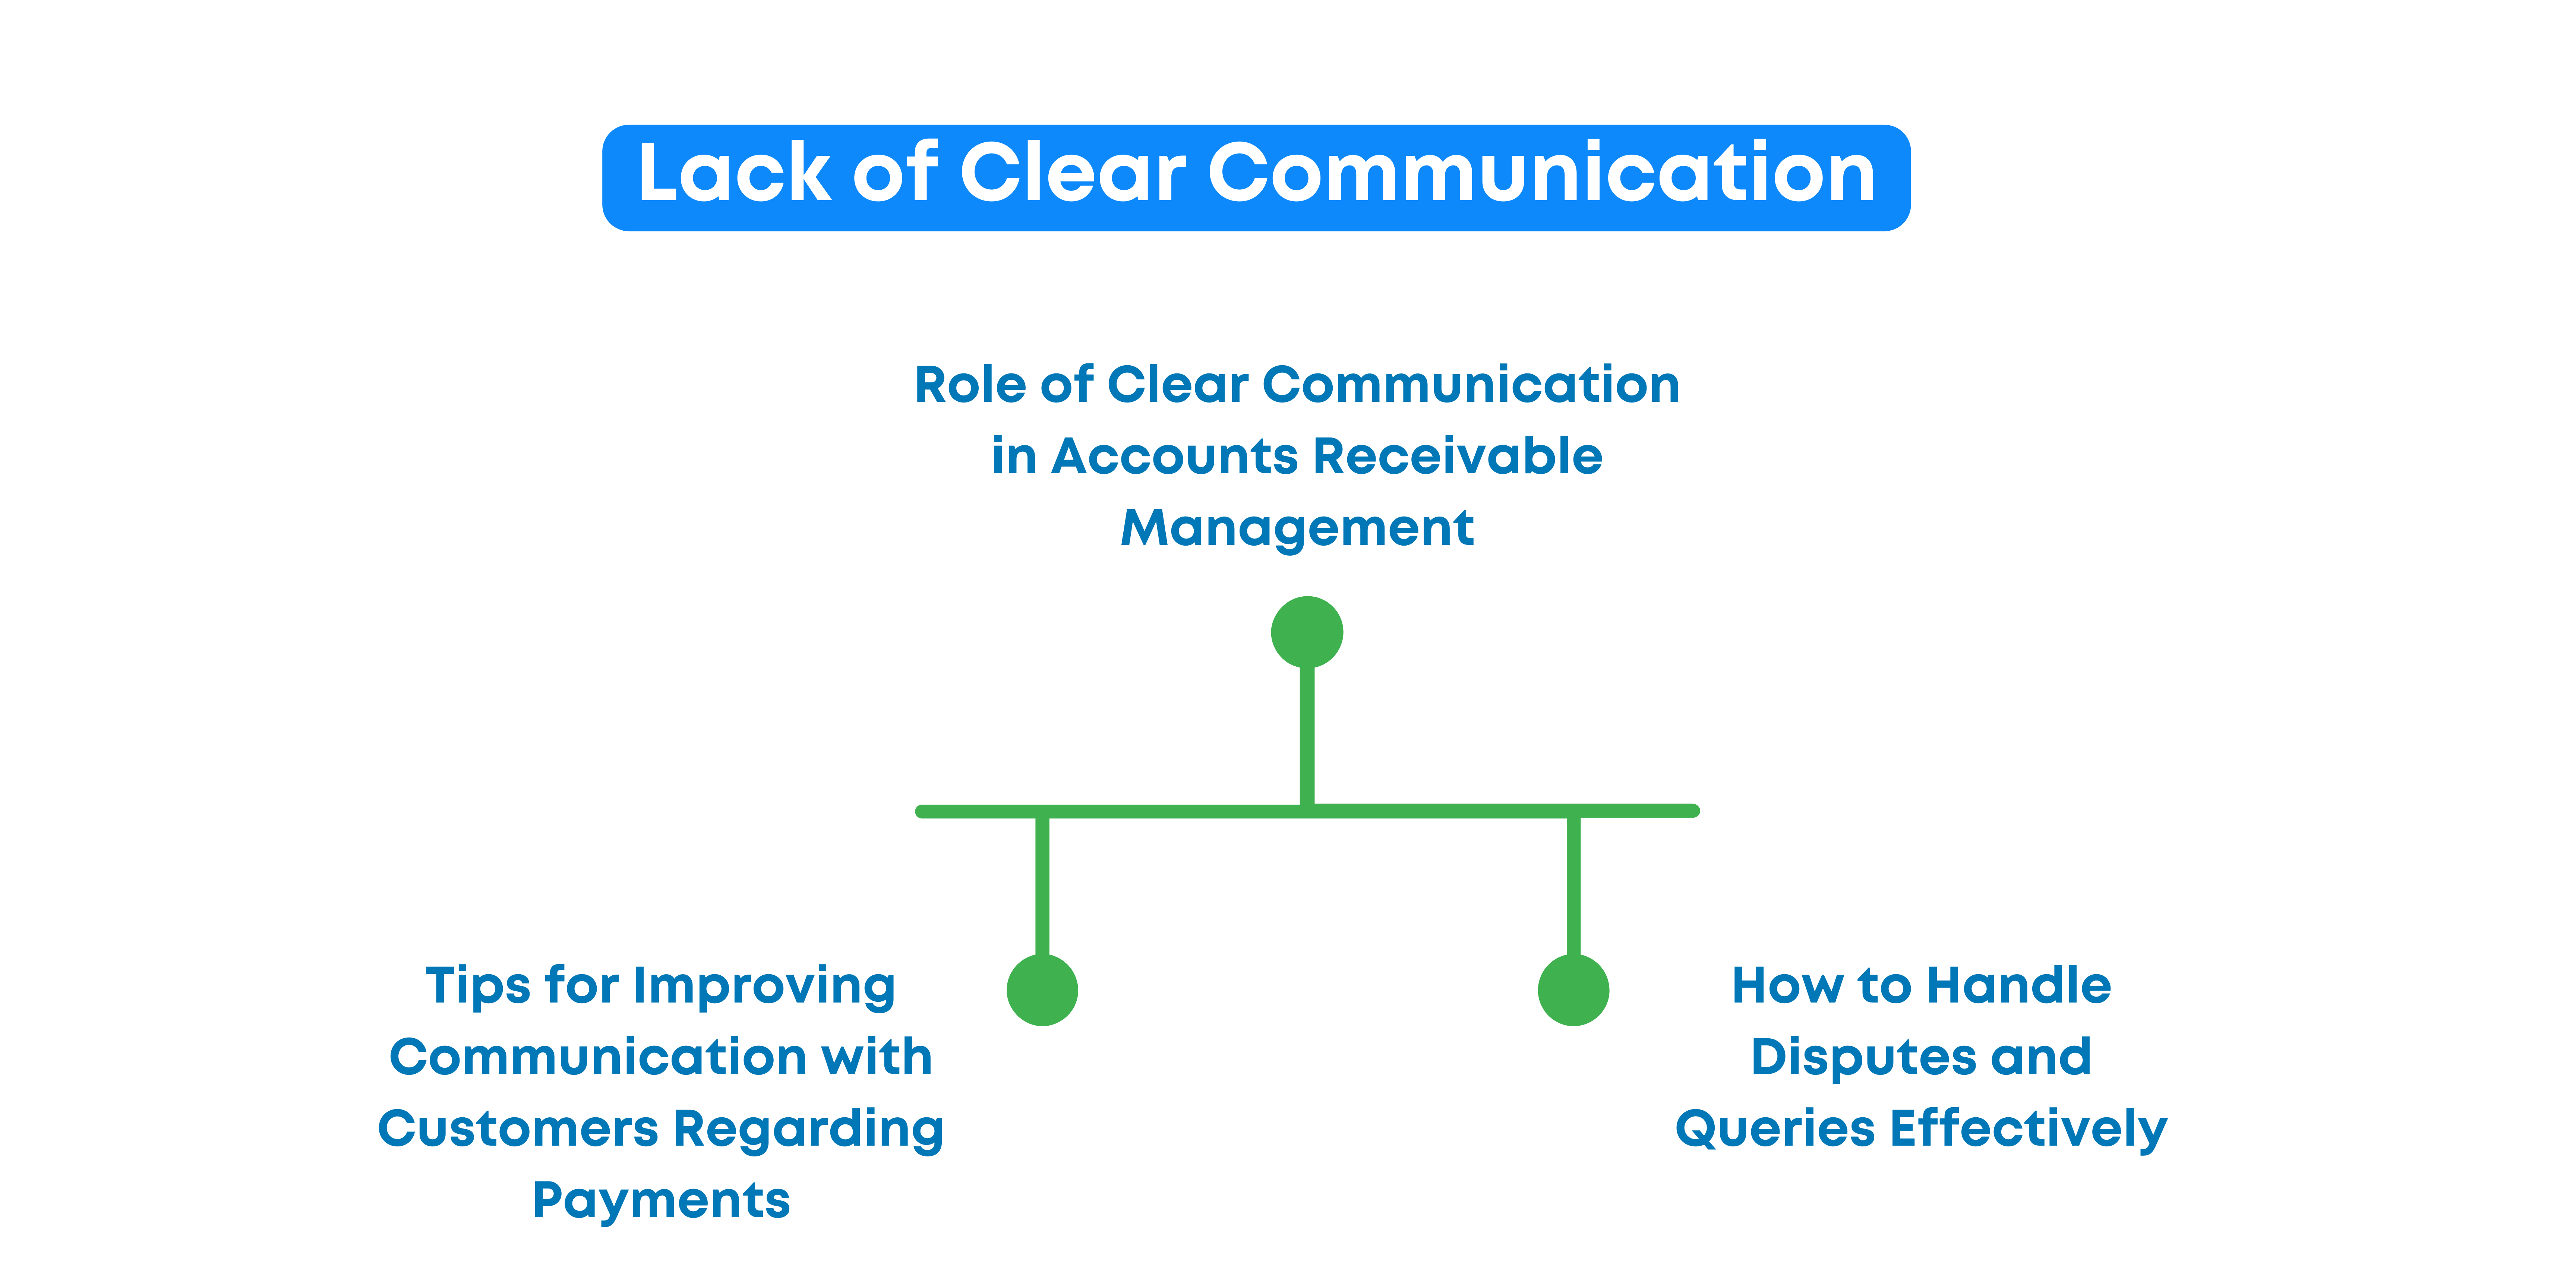 Lack of Clear Communication
Role of Clear Communication
in Accounts Receivable
Management
Tips for Improving
Communication with
Customers Regarding
Payments
How to Handle
Disputes and
Queries Effectively